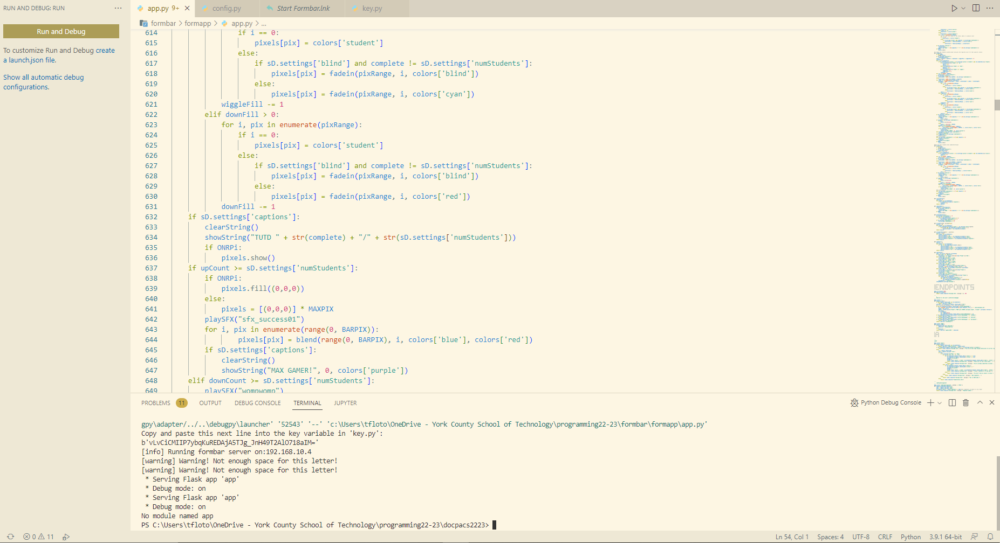 RUN AND DEBUG: RUN
Run and Debug
To customize Run and Debug create
a launch.json file.
Show all automatic debug
configurations.
app.py 9+
config.py
Start Formbar.lnk
key.py
formbar > formapp > app.py > ...
614 if i == 0:
615 pixels[pix] = colors['student']
616 else:
617 if sD.settings['blind'] and complete != sD.settings['numStudents']:
618 pixels[pix] = fadein(pixRange, i, colors['blind'])
619 else:
620 pixels[pix] = fadein(pixRange, i, colors['cyan'])
621 wiggleFill -= 1
622 elif downFill > 0:
623 for i, pix in enumerate(pixRange):
624 if i == 0:
625 pixels[pix] = colors['student']
626 else:
627 if sD.settings['blind'] and complete != sD.settings['numStudents']:
628 pixels[pix] = fadein(pixRange, i, colors['blind'])
629 else:
630 pixels[pix] = fadein(pixRange, i, colors['red'])
631 downFill -= 1
632 if sD.settings['captions']:
633 clearString()
634 showString("TUTD " + str(complete) + "/" + str(sD.settings['numStudents']))
635 if ONRPi:
636 pixels.show()
637 if upCount >= sD.settings['numStudents']:
638 if ONRPi:
639 pixels.fill((0,0,0))
640 else:
641 pixels = [(0,0,0)] * MAXPIX
642 playSFX("sfx_success01")
643 for i, pix in enumerate(range(0, BARPIX)):
644 pixels[pix] = blend(range(0, BARPIX), i, colors['blue'], colors['red'])
645 if sD.settings['captions']:
646 clearString()
647 showString("MAX GAMER!", 0, colors['purple'])
648 elif downCount >= sD.settings['numStudents']:
649 playSFX("wompwomp")
ENDPOINTS
PROBLEMS 11 OUTPUT DEBUG CONSOLE TERMINAL JUPYTER
Python Debug Console
gpy\adapter/../..\debugpy\launcher' '52543' '--' 'c:\Users\tfloto\OneDrive - York County School of Technology\programming22-23\formbar\formapp\app.py'
Copy and paste this next line into the key variable in 'key.py':
b'vLvCiCMIIP7ybqKuREDAjA5TJg_JnH49T2AlO718aIM='
[info] Running formbar server on:192.168.10.4
[warning] Warning! Not enough space for this letter!
[warning] Warning! Not enough space for this letter!
* Serving Flask app 'app'
* Debug mode: on
* Serving Flask app 'app'
* Debug mode: on
No module named app
PS C:\Users\tfloto\OneDrive - York County School of Technology\programming22-23\docpacs2223>
0 11
Ln 54, Col 1 Spaces: 4 UTF-8 CRLF Python 3.9.1 64-bit